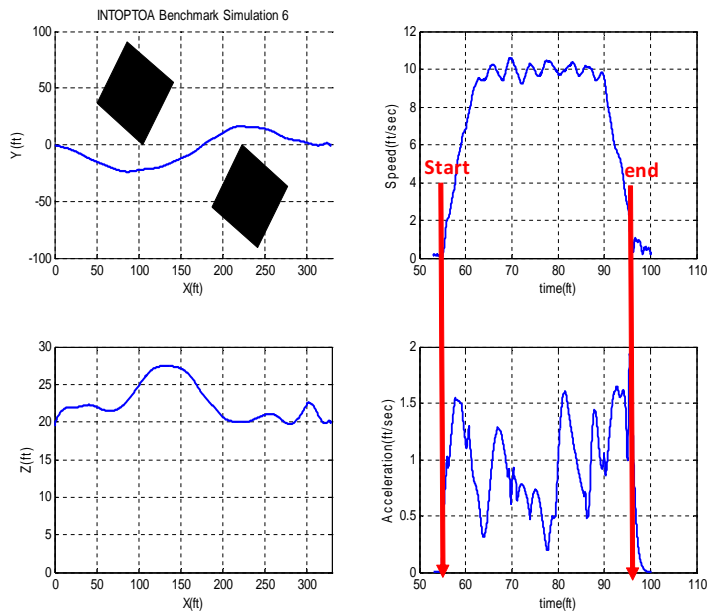 INTOPTOA Benchmark Simulation 6
100
50
0
-50
-100
Y (ft)
0 50 100 150 200 250 300
X(ft)
12
10
8
6
4
2
0
Speed(ft/sec)
Start
end
50 60 70 80 90 100 110
time(ft)
30
25
20
15
10
5
0
Z(ft)
0 50 100 150 200 250 300
X(ft)
2
1.5
1
0.5
0
Acceleration(ft/sec)
50 60 70 80 90 100 110
time(ft)